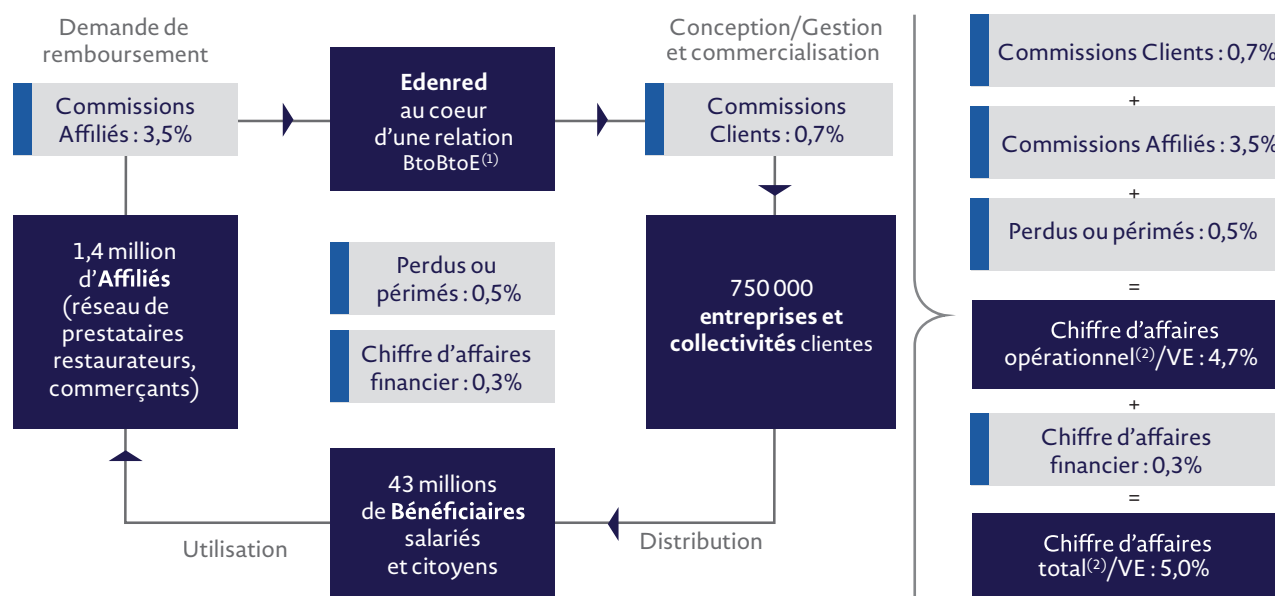 Demande de
remboursement
Commissions
Affiliés : 3,5%
Edenred
au coeur
d'une relation
BtoBtoE(1)
Conception/Gestion
et commercialisation
Commissions
Clients : 0,7%
1,4 million
d'Affiliés
(réseau de
prestataires
restaurateurs,
commerçants)
Perdus ou
périmés : 0,5%
Chiffre d'affaires
financier : 0,3%
750 000
entreprises et
collectivités clientes
43 millions
de Bénéficiaires
salariés
et citoyens
Utilisation
Distribution
Commissions Clients : 0,7%
+
Commissions Affiliés : 3,5%
+
Perdus ou périmés : 0,5%
=
Chiffre d'affaires
opérationnel(2)/VE : 4,7%
+
Chiffre d'affaires
financier : 0,3%
=
Chiffre d'affaires
total(2)/VE : 5,0%